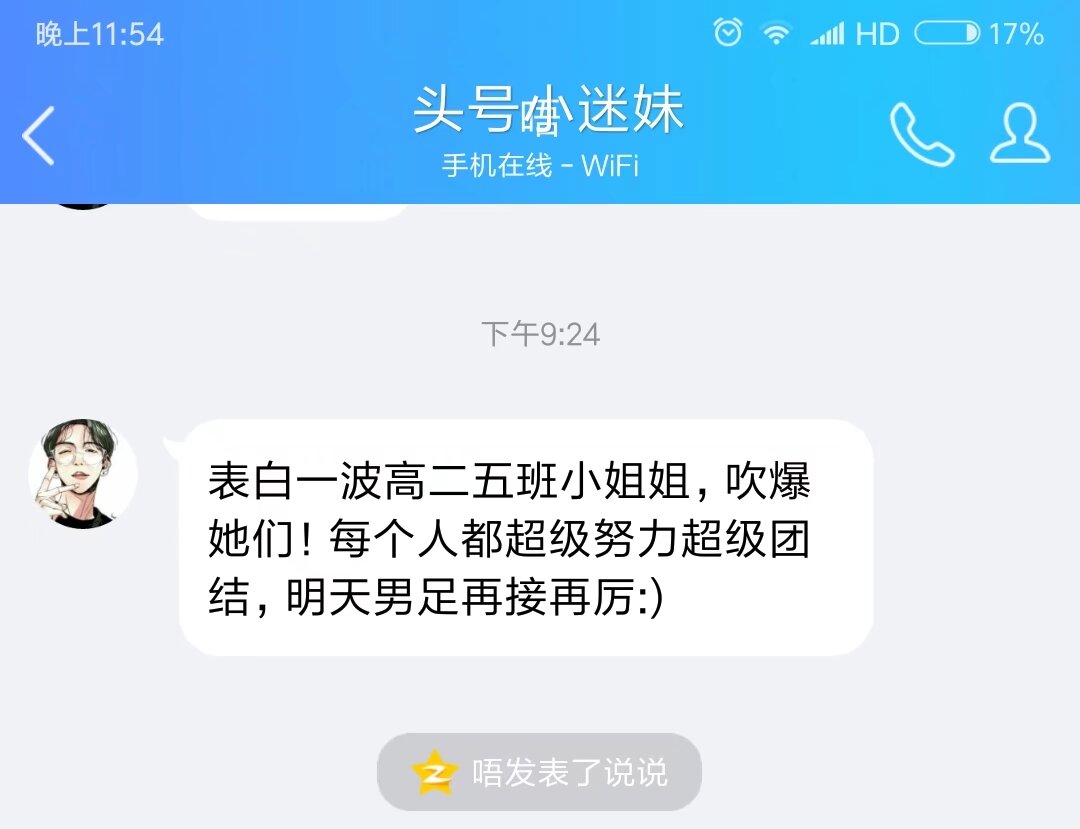 晚上11:54
HD
17%
头号小迷妹
唔
手机在线 - WiFi
下午9:24
表白一波高二五班小姐姐，吹爆
她们！每个人都超级努力超级团
结，明天男足再接再厉:)
唔发表了说说